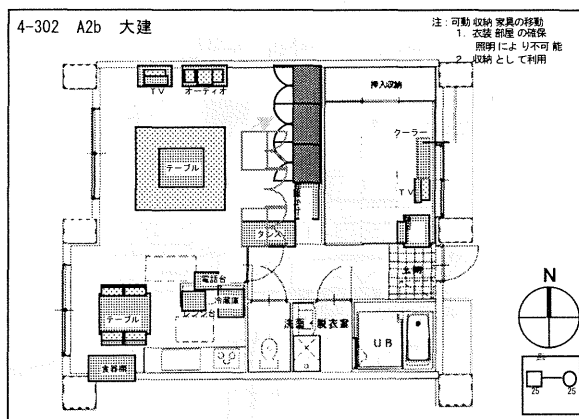 4-302 A2b 大建
注:可動収納家具の移動
1. 衣装部屋の確保
照明により不可能
2. 収納として利用
TV
オーディオ
押入収納
クーラー
テーブル
TV
タンス
玄関
電話台
冷蔵庫
レンジ台
テーブル
洗面・脱衣室
UB
食器棚
N
25
25